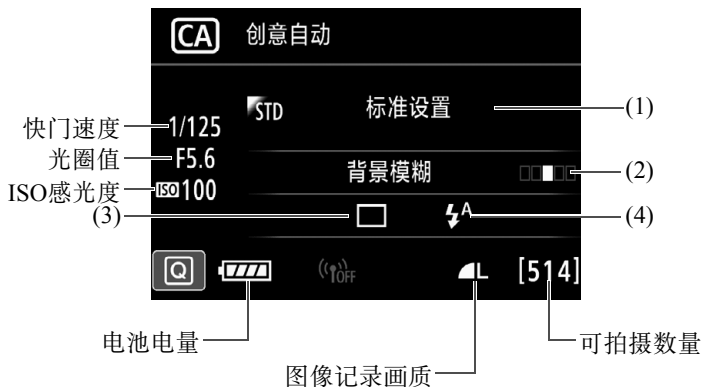 CA 创意自动
STD 标准设置 (1)
快门速度 1/125
光圈值 F5.6
背景模糊 (2)
ISO感光度 ISO 100
(3) A (4)
Q OFF L [514]
电池电量 可拍摄数量
图像记录画质